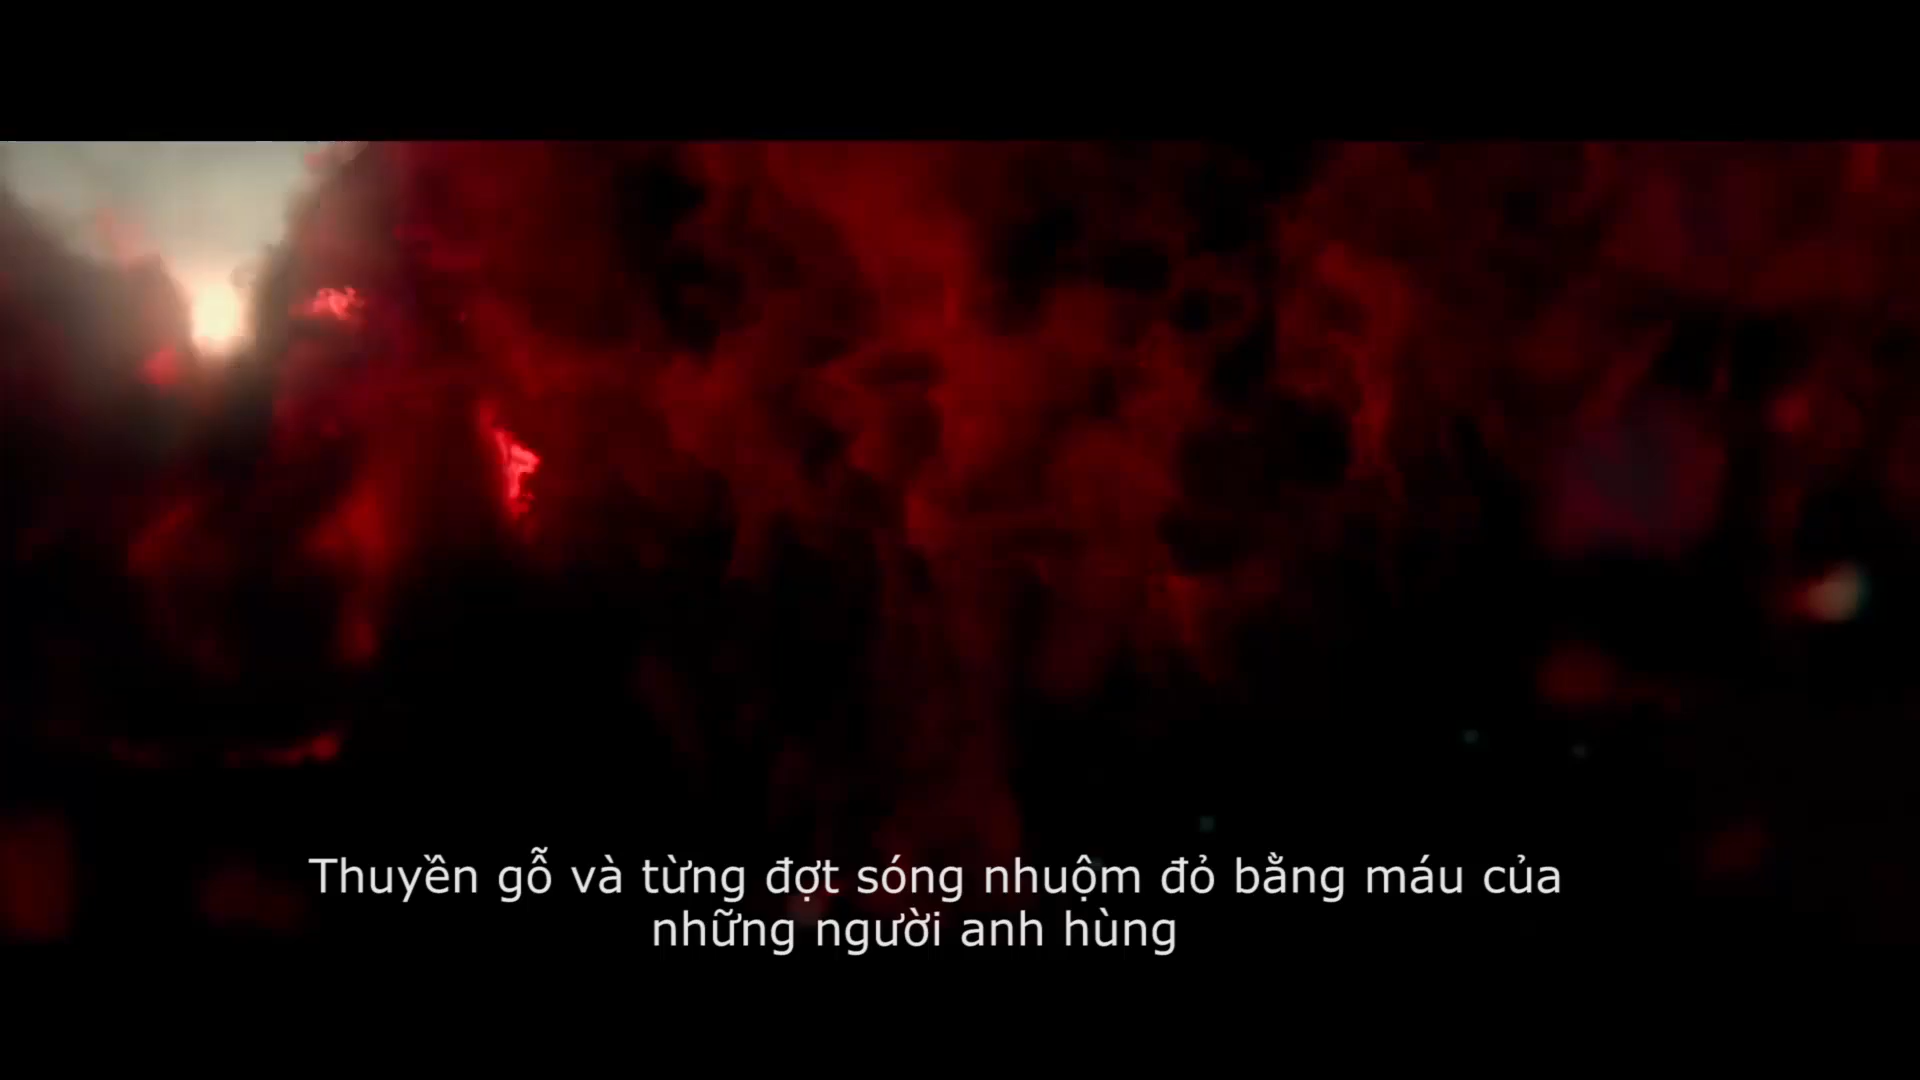 Thuyền gỗ và từng đợt sóng nhuộm đỏ bằng máu của
những người anh hùng